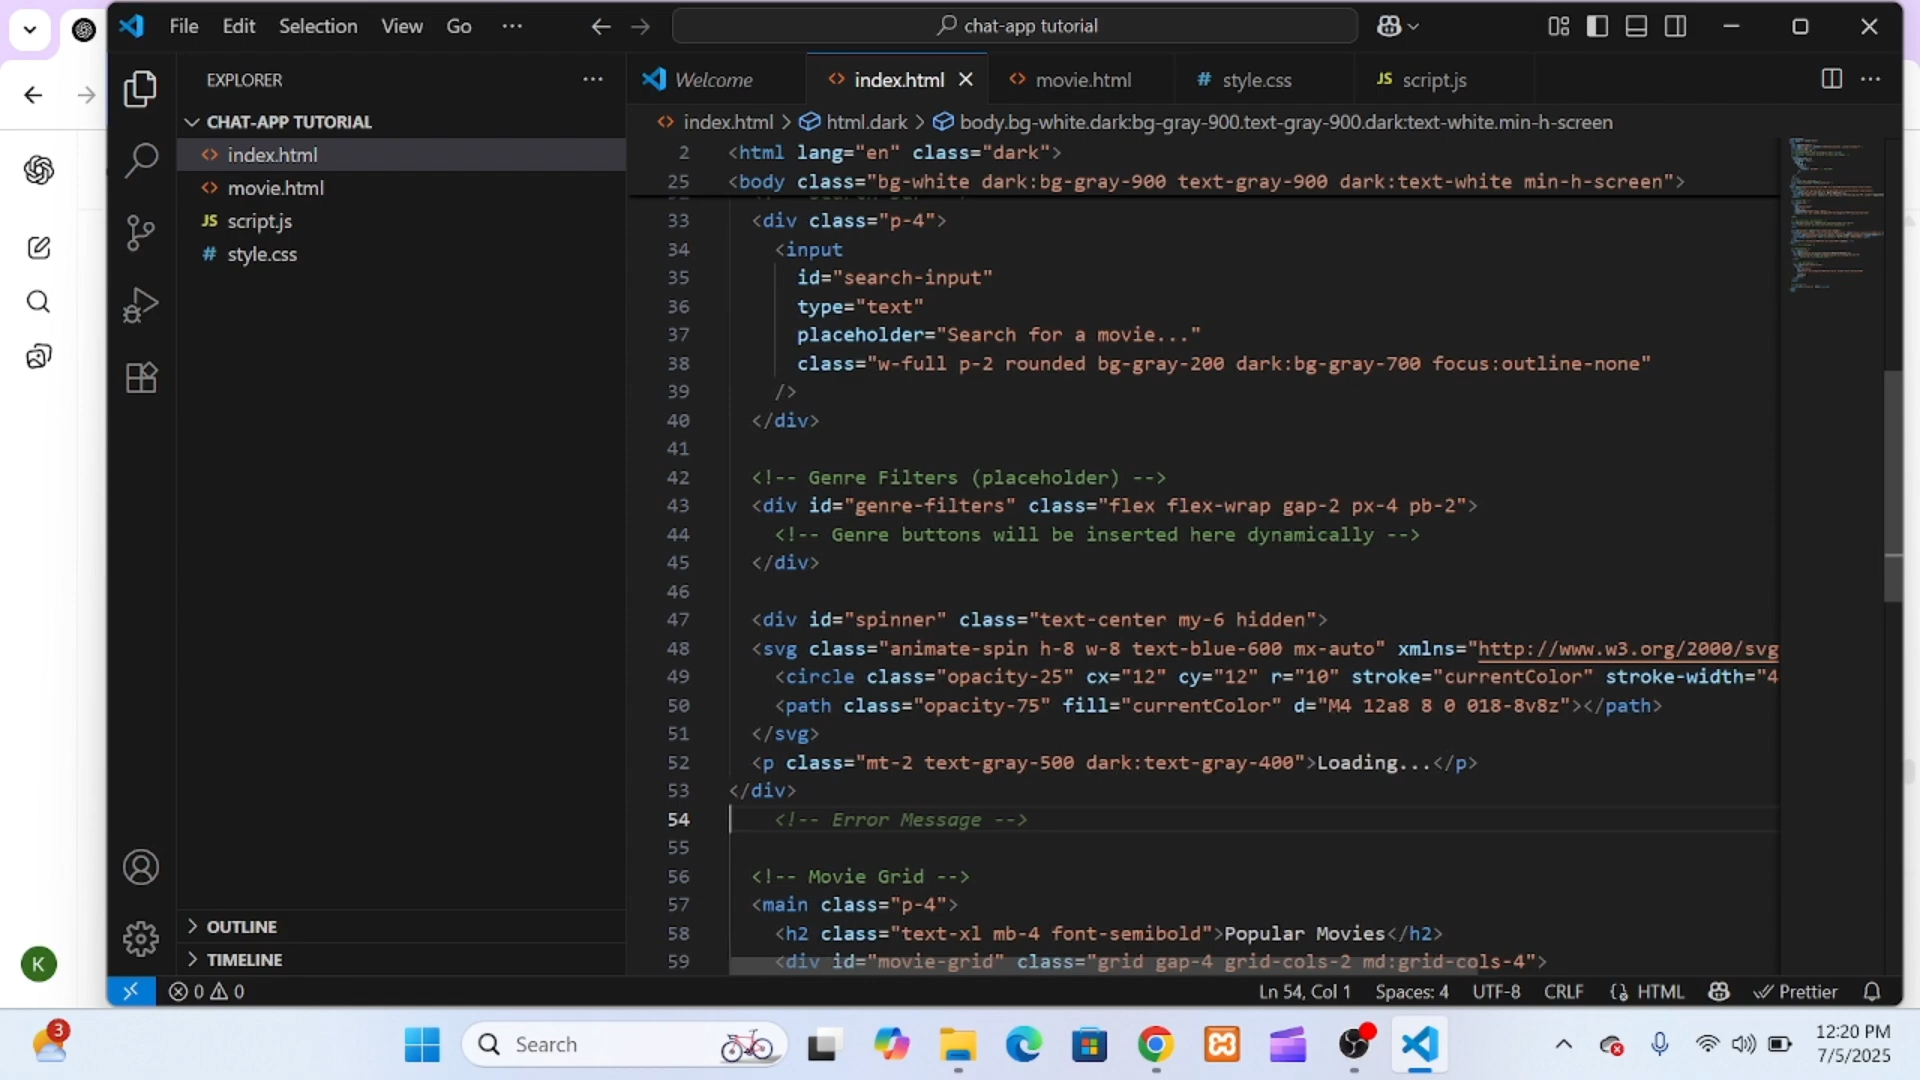 File Edit Selection View Go ···
chat-app tutorial
EXPLORER ···
CHAT-APP TUTORIAL
<> index.html
<> movie.html
JS script.js
# style.css
OUTLINE
TIMELINE
Welcome
<> index.html
<> movie.html
# style.css
JS script.js
<> index.html > html.dark > body.bg-white.dark:bg-gray-900.text-gray-900.dark:text-white.min-h-screen
2 <html lang="en" class="dark">
25 <body class="bg-white dark:bg-gray-900 text-gray-900 dark:text-white min-h-screen">
33 <div class="p-4">
34 <input
35 id="search-input"
36 type="text"
37 placeholder="Search for a movie..."
38 class="w-full p-2 rounded bg-gray-200 dark:bg-gray-700 focus:outline-none"
39 />
40 </div>
41
42 <!-- Genre Filters (placeholder) -->
43 <div id="genre-filters" class="flex flex-wrap gap-2 px-4 pb-2">
44 <!-- Genre buttons will be inserted here dynamically -->
45 </div>
46
47 <div id="spinner" class="text-center my-6 hidden">
48 <svg class="animate-spin h-8 w-8 text-blue-600 mx-auto" xmlns="http://www.w3.org/2000/svg
49 <circle class="opacity-25" cx="12" cy="12" r="10" stroke="currentColor" stroke-width="4
50 <path class="opacity-75" fill="currentColor" d="M4 12a8 8 0 018-8v8z"></path>
51 </svg>
52 <p class="mt-2 text-gray-500 dark:text-gray-400">Loading...</p>
53 </div>
54 <!-- Error Message -->
55
56 <!-- Movie Grid -->
57 <main class="p-4">
58 <h2 class="text-xl mb-4 font-semibold">Popular Movies</h2>
59 <div id="movie-grid" class="grid gap-4 grid-cols-2 md:grid-cols-4">
K
0 0
Ln 54, Col 1 Spaces: 4 UTF-8 CRLF HTML Prettier
3
Search
12:20 PM
7/5/2025